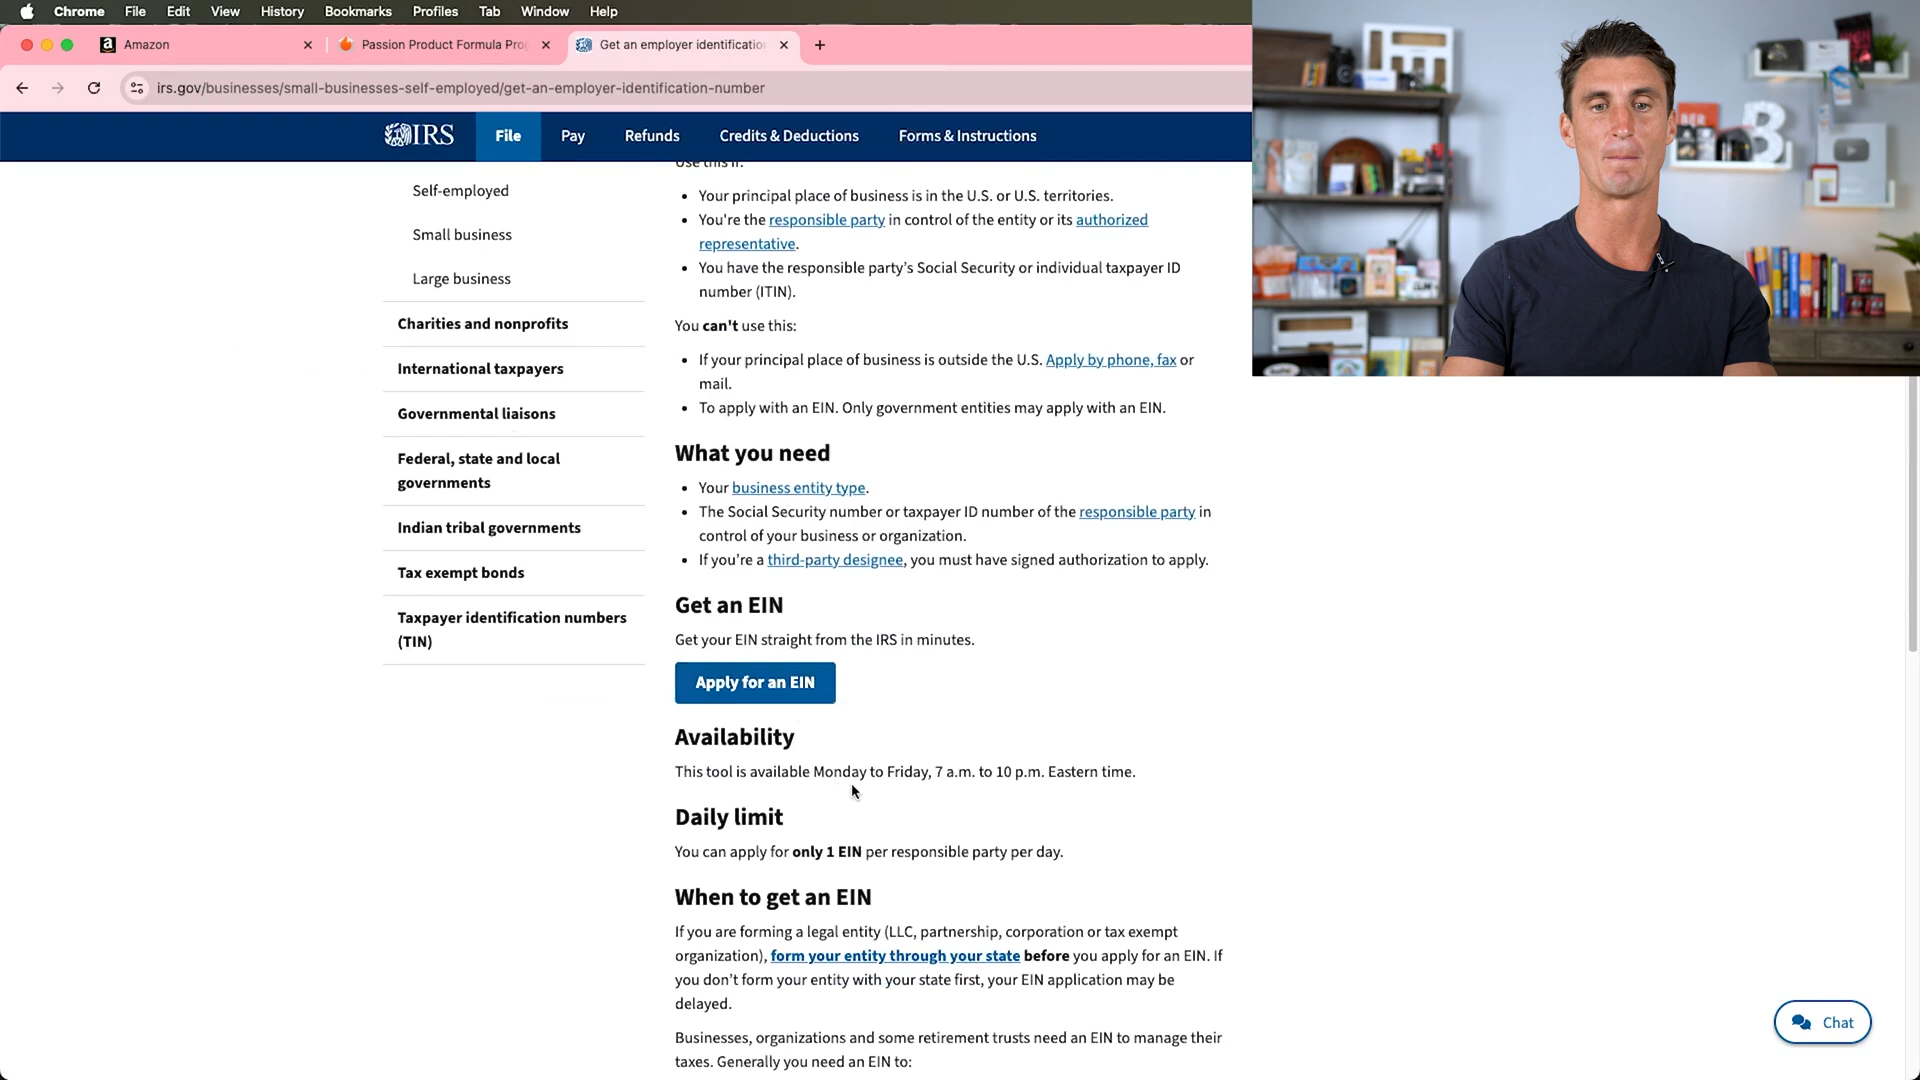 Chrome File Edit View History Bookmarks Profiles Tab Window Help
Amazon
Passion Product Formula Pro
Get an employer identificatio
irs.gov/businesses/small-businesses-self-employed/get-an-employer-identification-number
IRS File Pay Refunds Credits & Deductions Forms & Instructions
Self-employed
Small business
Large business
Charities and nonprofits
International taxpayers
Governmental liaisons
Federal, state and local
governments
Indian tribal governments
Tax exempt bonds
Taxpayer identification numbers
(TIN)
Use this if:
Your principal place of business is in the U.S. or U.S. territories.
You're the responsible party in control of the entity or its authorized
representative.
You have the responsible party's Social Security or individual taxpayer ID
number (ITIN).
You can't use this:
If your principal place of business is outside the U.S. Apply by phone, fax or
mail.
To apply with an EIN. Only government entities may apply with an EIN.
What you need
Your business entity type.
The Social Security number or taxpayer ID number of the responsible party in
control of your business or organization.
If you're a third-party designee, you must have signed authorization to apply.
Get an EIN
Get your EIN straight from the IRS in minutes.
Apply for an EIN
Availability
This tool is available Monday to Friday, 7 a.m. to 10 p.m. Eastern time.
Daily limit
You can apply for only 1 EIN per responsible party per day.
When to get an EIN
If you are forming a legal entity (LLC, partnership, corporation or tax exempt
organization), form your entity through your state before you apply for an EIN. If
you don't form your entity with your state first, your EIN application may be
delayed.
Businesses, organizations and some retirement trusts need an EIN to manage their
taxes. Generally you need an EIN to:
Chat